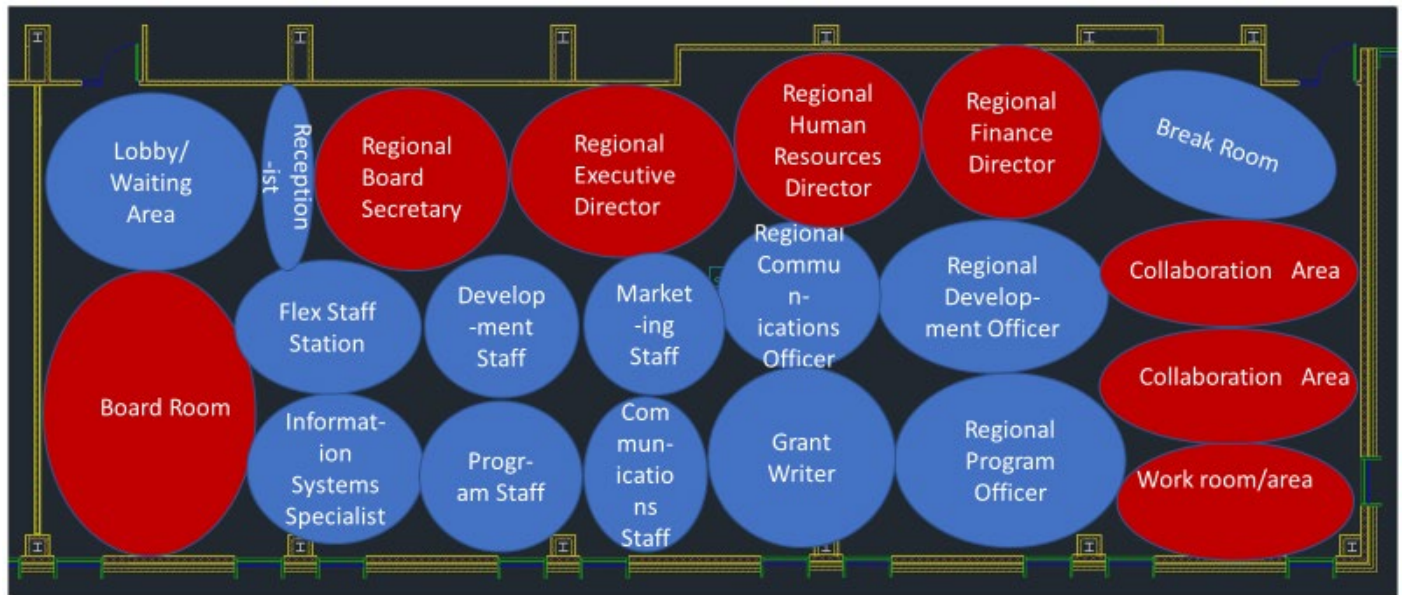 Lobby/
Waiting
Area
Reception
-ist
Regional
Board
Secretary
Regional
Executive
Director
Regional
Human
Resources
Director
Regional
Finance
Director
Break Room
Board Room
Flex Staff
Station
Develop
-ment
Staff
Market
-ing
Staff
Regional
Commu
n-
ications
Officer
Regional
Develop-
ment Officer
Collaboration Area
Collaboration Area
Informat-
ion
Systems
Specialist
Progr-
am Staff
Com
mun-
icatio
ns
Staff
Grant
Writer
Regional
Program
Officer
Work room/area